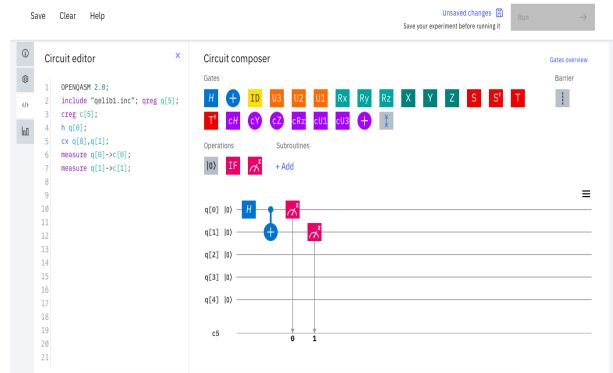 Save Clear Help
Unsaved changes
Save your experiment before running it
Run →
Circuit editor ×
Circuit composer
Gates overview
Gates
Barrier
H + ID U3 U2 U1 Rx Ry Rz X Y Z S S† T
T† cH cY cZ cRz cU1 cU3 +
Operations Subroutines
|0⟩ IF z + Add
1 OPENQASM 2.0;
2 include "qelib1.inc"; qreg q[5];
3 creg c[5];
4 h q[0];
5 cx q[0],q[1];
6 measure q[0]->c[0];
7 measure q[1]->c[1];
8
9
10
11
12
13
14
15
16
17
18
19
20
21
q[0] |0⟩ H z
q[1] |0⟩ + z
q[2] |0⟩
q[3] |0⟩
q[4] |0⟩
c5
0 1